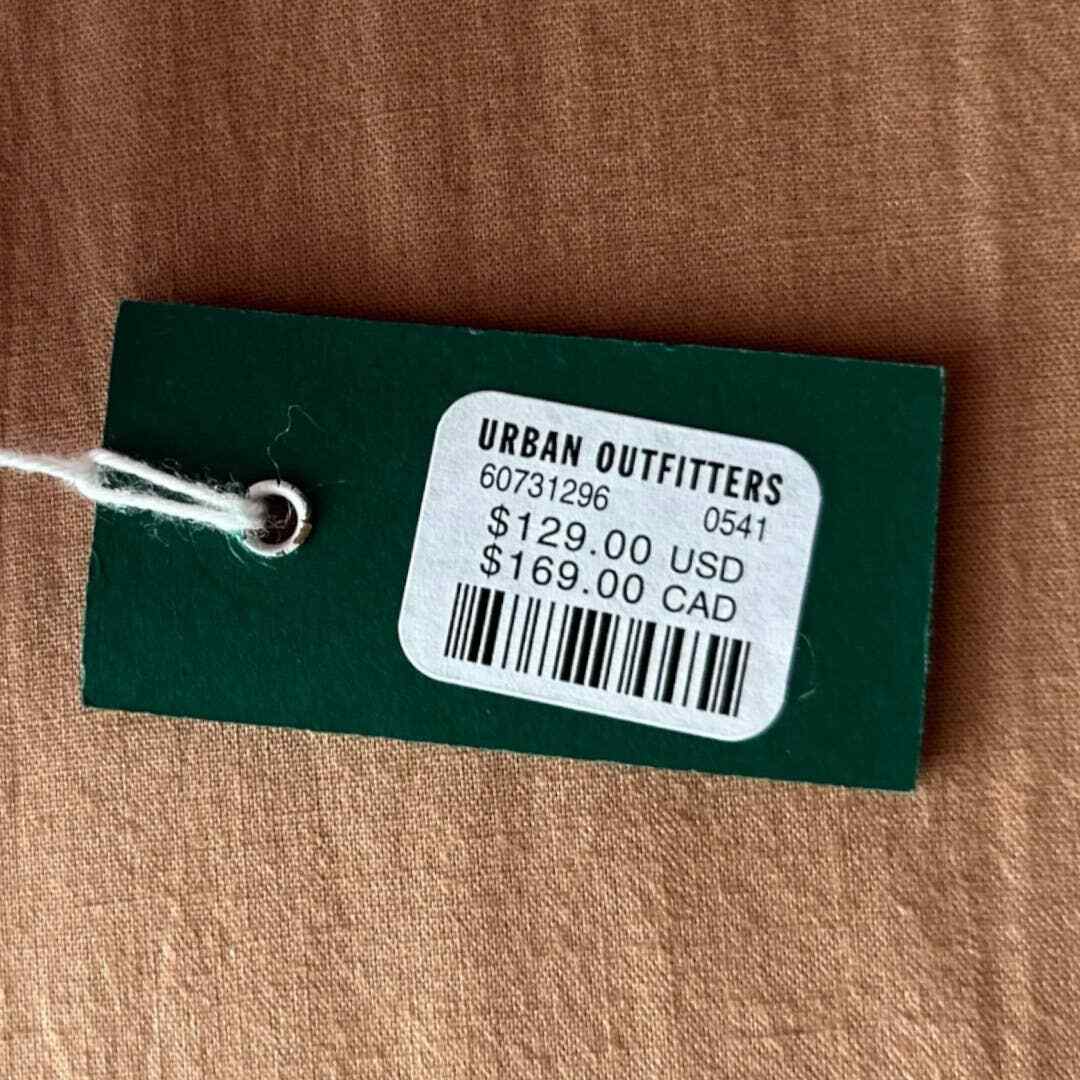 URBAN OUTFITTERS
60731296 0541
$129.00 USD
$169.00 CAD